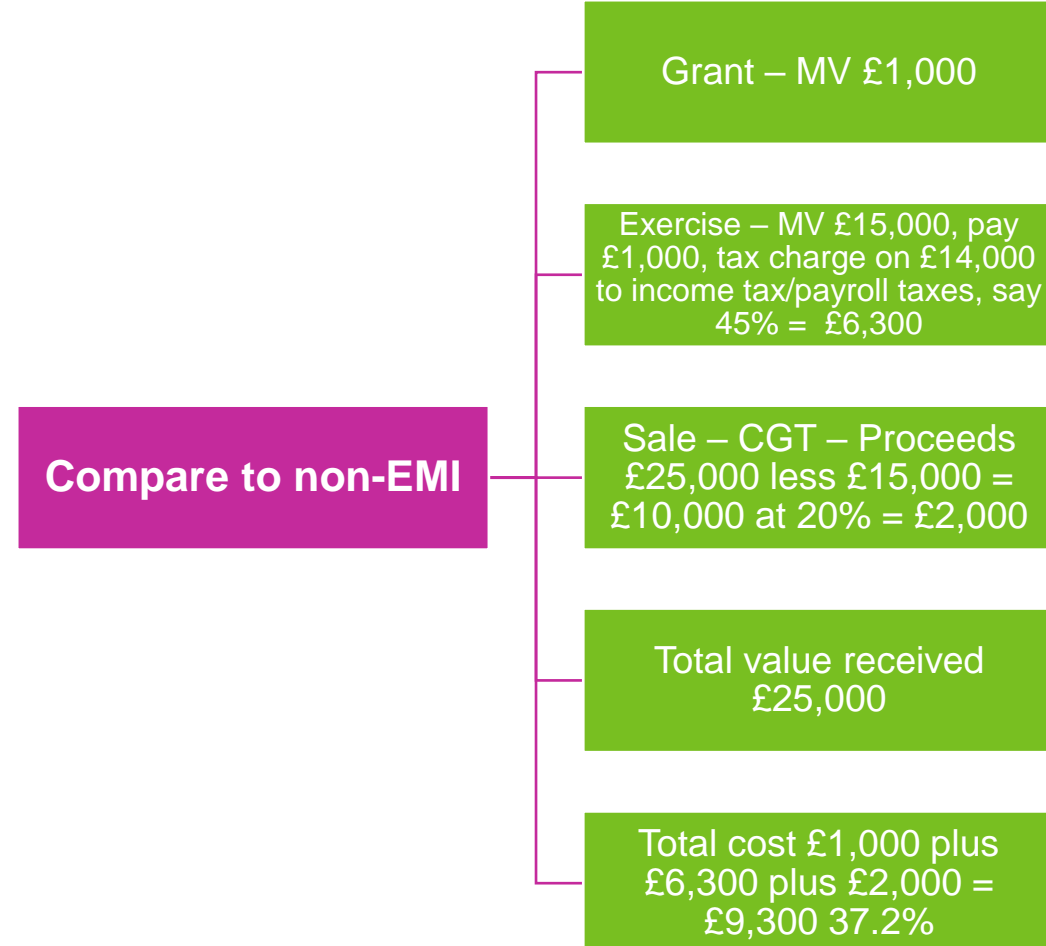 Grant – MV £1,000
Exercise – MV £15,000, pay
£1,000, tax charge on £14,000
to income tax/payroll taxes, say
45% = £6,300
Compare to non-EMI
Sale – CGT – Proceeds
£25,000 less £15,000 =
£10,000 at 20% = £2,000
Total value received
£25,000
Total cost £1,000 plus
£6,300 plus £2,000 =
£9,300 37.2%